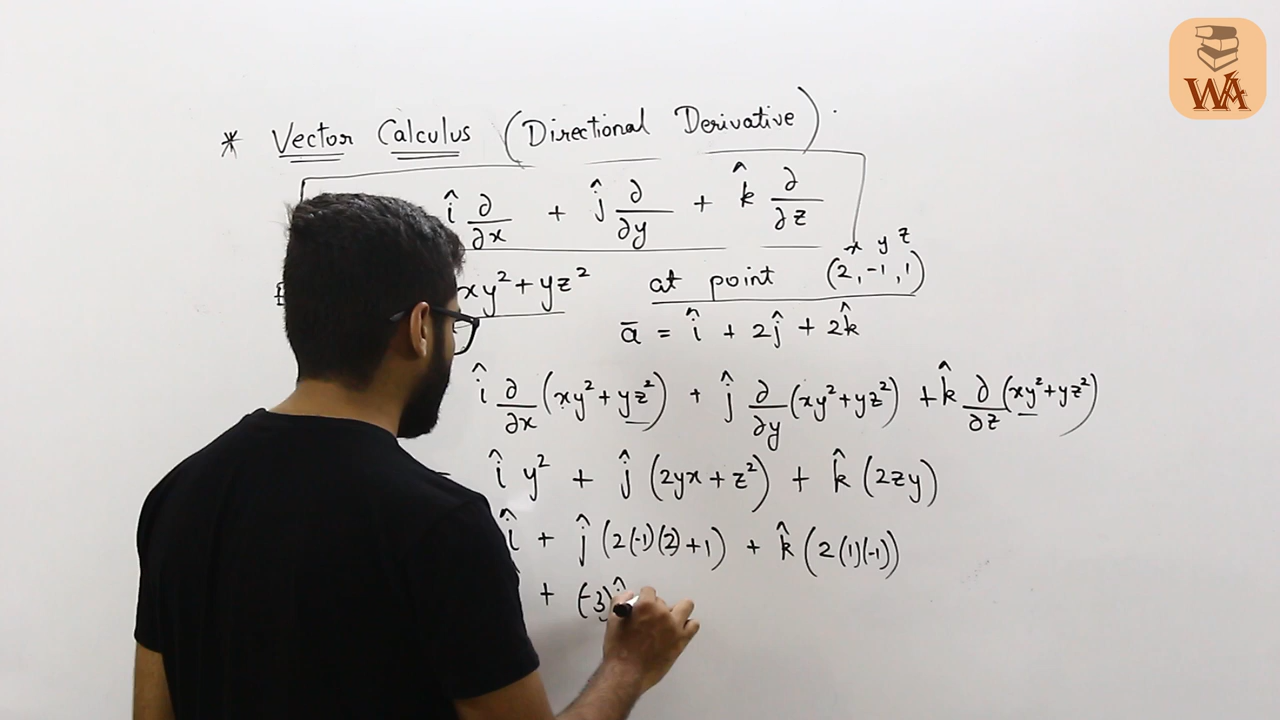 WA
* Vector Calculus (Directional Derivative).
î ∂/∂x + ĵ ∂/∂y + k̂ ∂/∂z
x y z
xy² + yz² at point (2, -1, 1)
ā = î + 2ĵ + 2k̂
î ∂/∂x (xy² + yz²) + ĵ ∂/∂y (xy² + yz²) + k̂ ∂/∂z (xy² + yz²)
î y² + ĵ (2yx + z²) + k̂ (2zy)
î + ĵ (2(-1)(2) + 1) + k̂ (2(1)(-1))
+ (-3)